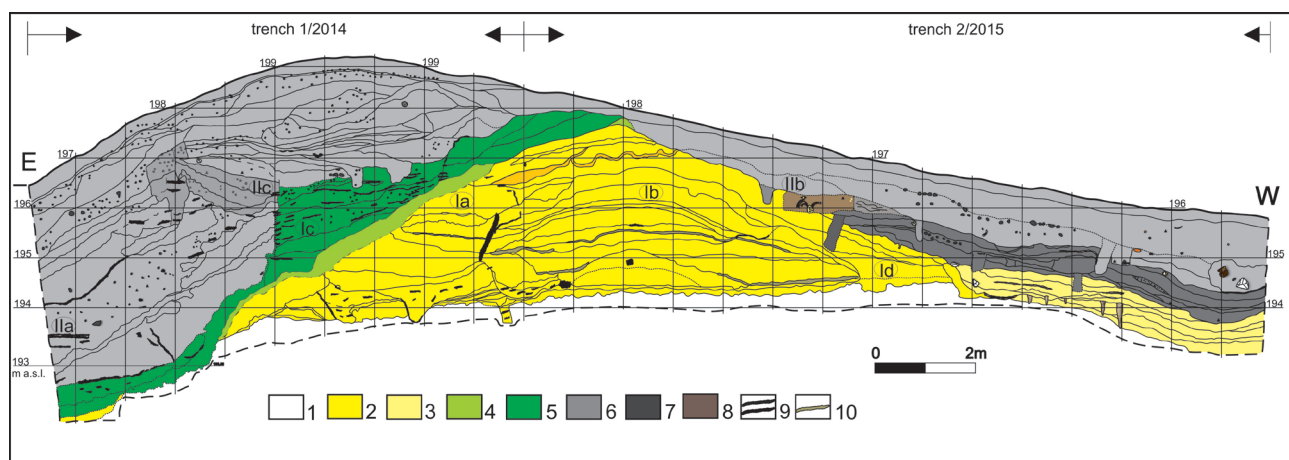 trench 1/2014 trench 2/2015
199 199
198 198
E 197 197 W
IIc IIb
196 Ia Ib 196
Ic
195 Id 195
194 194
IIa
193
m a.s.l.
0 2m
1 2 3 4 5 6 7 8 9 10